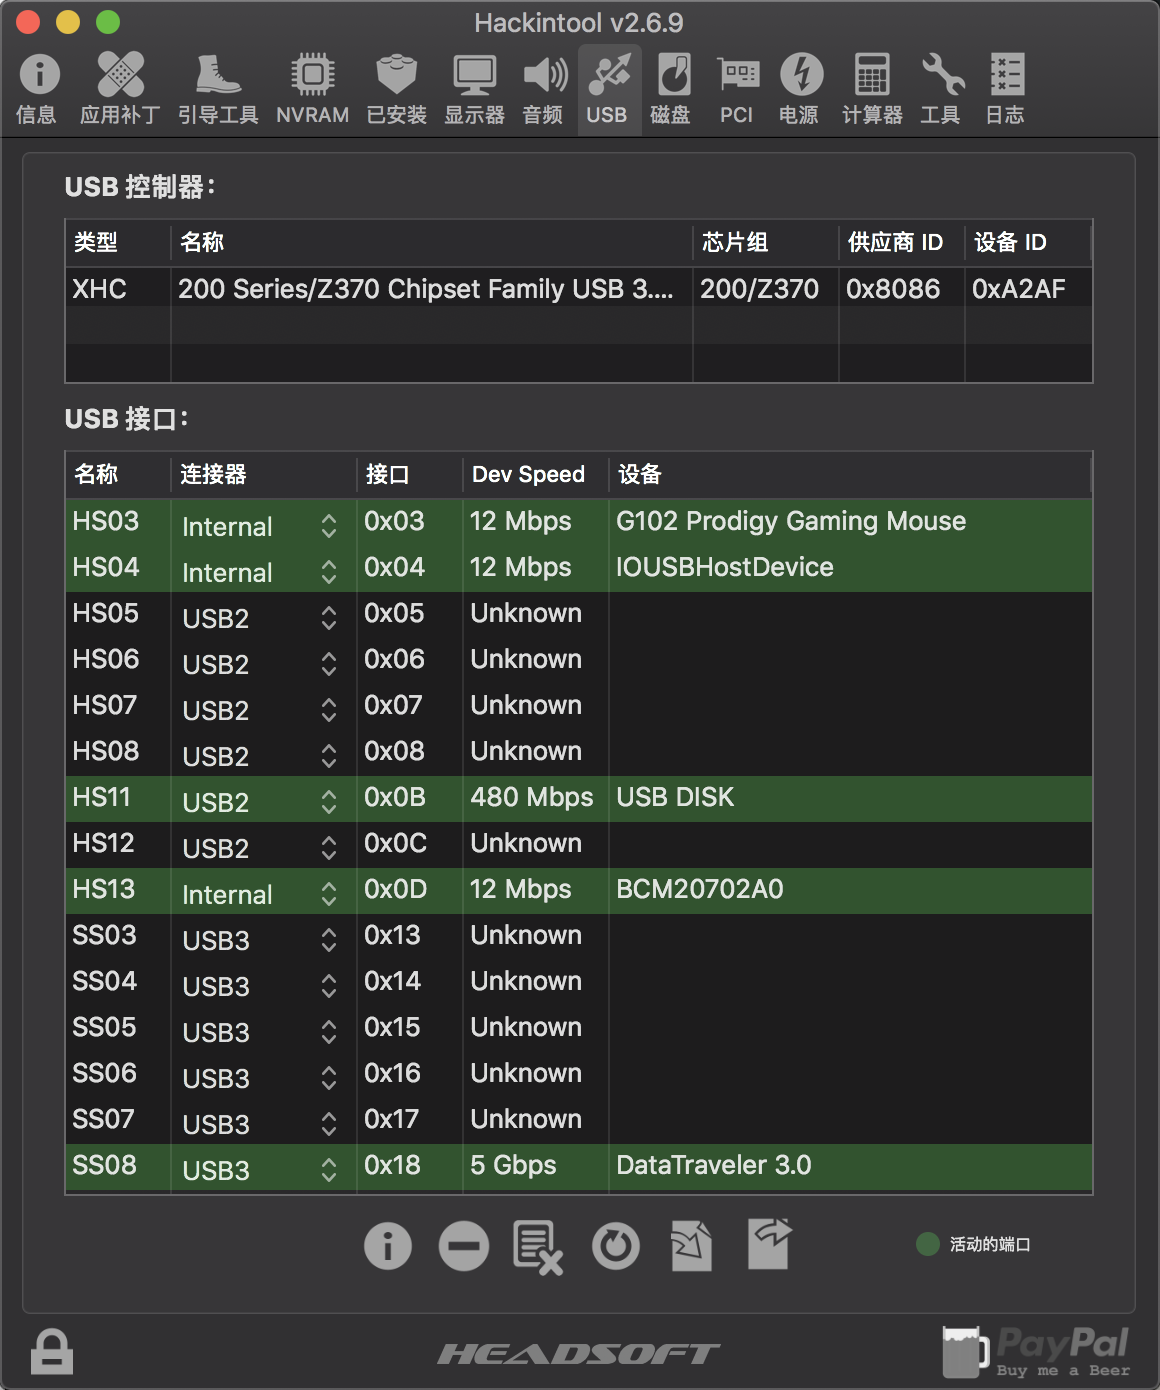 Hackintool v2.6.9
信息 应用补丁 引导工具 NVRAM 已安装 显示器 音频 USB 磁盘 PCI 电源 计算器 工具 日志
USB 控制器：
类型 名称 芯片组 供应商 ID 设备 ID
XHC 200 Series/Z370 Chipset Family USB 3.... 200/Z370 0x8086 0xA2AF
USB 接口：
名称 连接器 接口 Dev Speed 设备
HS03 Internal 0x03 12 Mbps G102 Prodigy Gaming Mouse
HS04 Internal 0x04 12 Mbps IOUSBHostDevice
HS05 USB2 0x05 Unknown
HS06 USB2 0x06 Unknown
HS07 USB2 0x07 Unknown
HS08 USB2 0x08 Unknown
HS11 USB2 0x0B 480 Mbps USB DISK
HS12 USB2 0x0C Unknown
HS13 Internal 0x0D 12 Mbps BCM20702A0
SS03 USB3 0x13 Unknown
SS04 USB3 0x14 Unknown
SS05 USB3 0x15 Unknown
SS06 USB3 0x16 Unknown
SS07 USB3 0x17 Unknown
SS08 USB3 0x18 5 Gbps DataTraveler 3.0
活动的端口
HEADSOFT
PayPal
Buy me a Beer